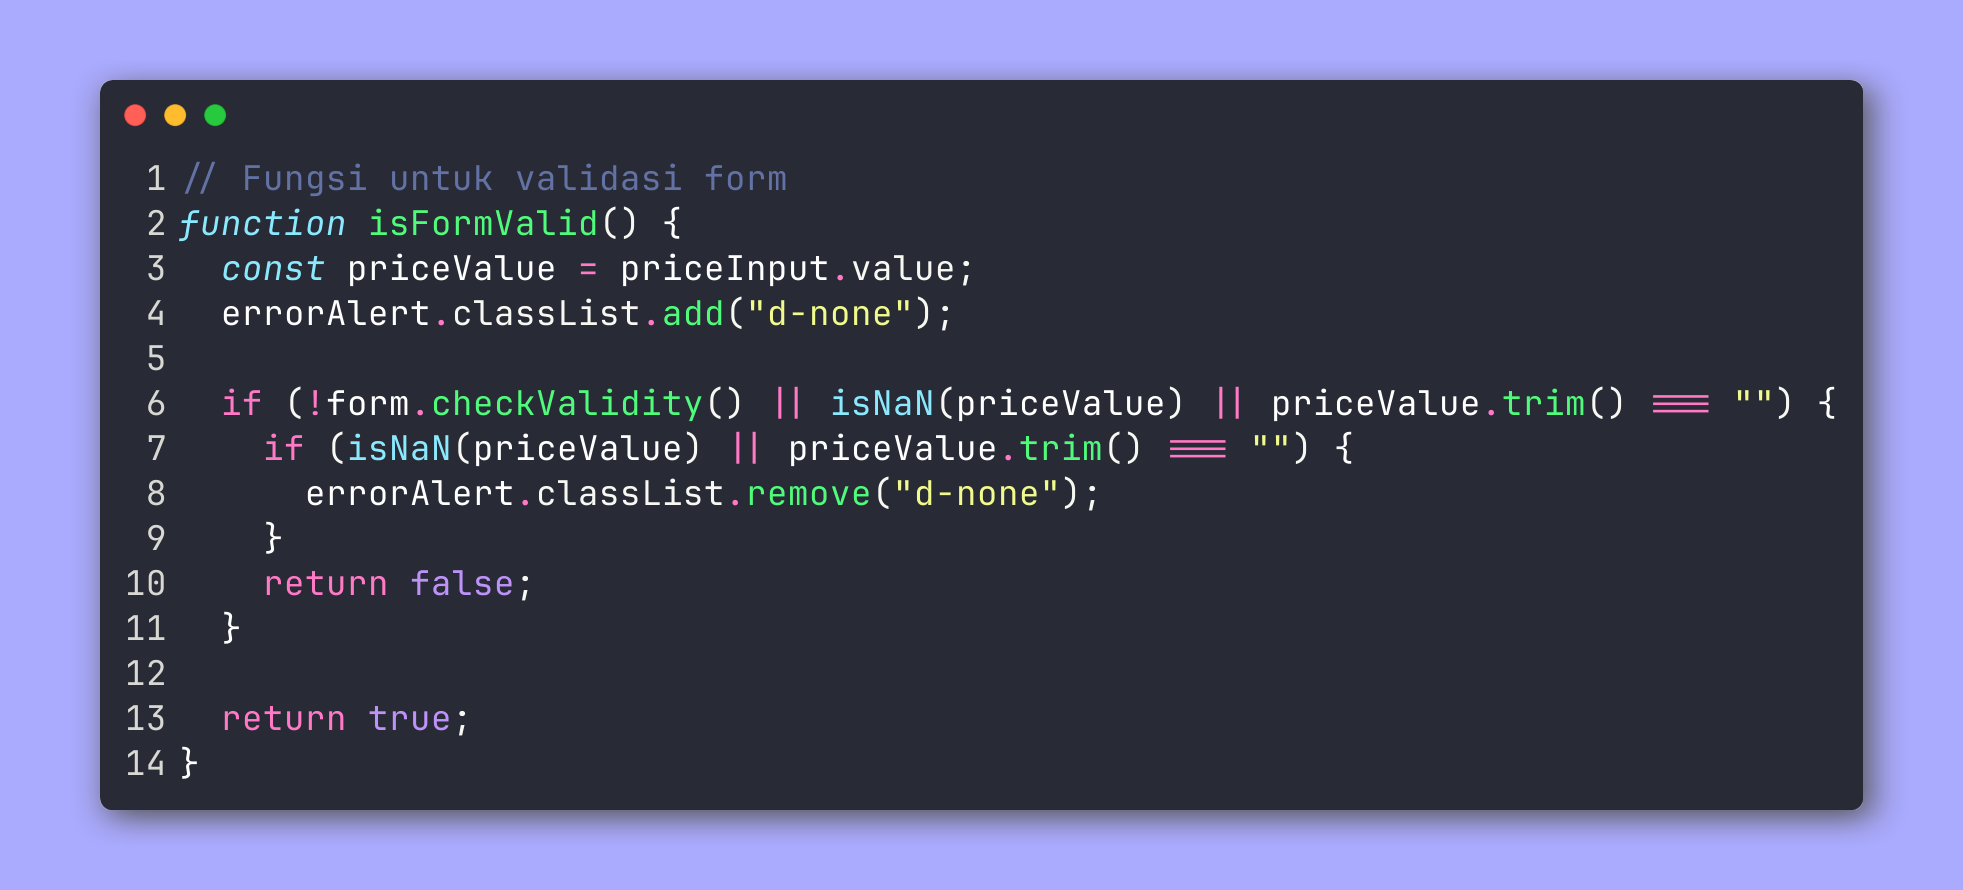 1 // Fungsi untuk validasi form
2 function isFormValid() {
3   const priceValue = priceInput.value;
4   errorAlert.classList.add("d-none");
5
6   if (!form.checkValidity() || isNaN(priceValue) || priceValue.trim() === "") {
7     if (isNaN(priceValue) || priceValue.trim() === "") {
8       errorAlert.classList.remove("d-none");
9     }
10     return false;
11   }
12
13   return true;
14 }